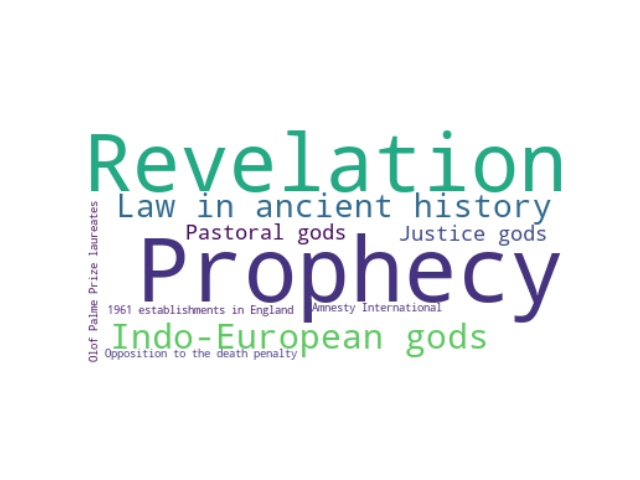 Revelation
Law in ancient history
Pastoral gods
Justice gods
Prophecy
1961 establishments in England
Amnesty International
Indo-European gods
Opposition to the death penalty
Olof Palme Prize laureates